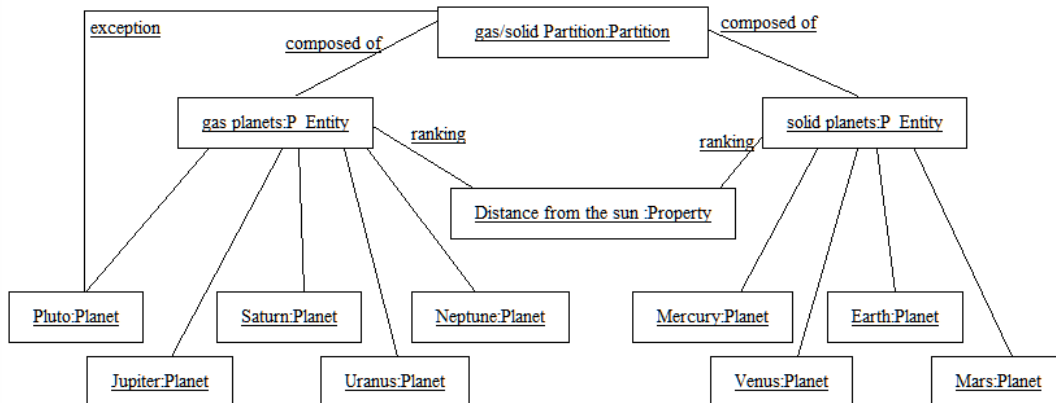 exception
gas/solid Partition:Partition
composed of
composed of
gas planets:P_Entity
solid planets:P_Entity
ranking
ranking
Distance from the sun :Property
Pluto:Planet
Saturn:Planet
Neptune:Planet
Mercury:Planet
Earth:Planet
Jupiter:Planet
Uranus:Planet
Venus:Planet
Mars:Planet